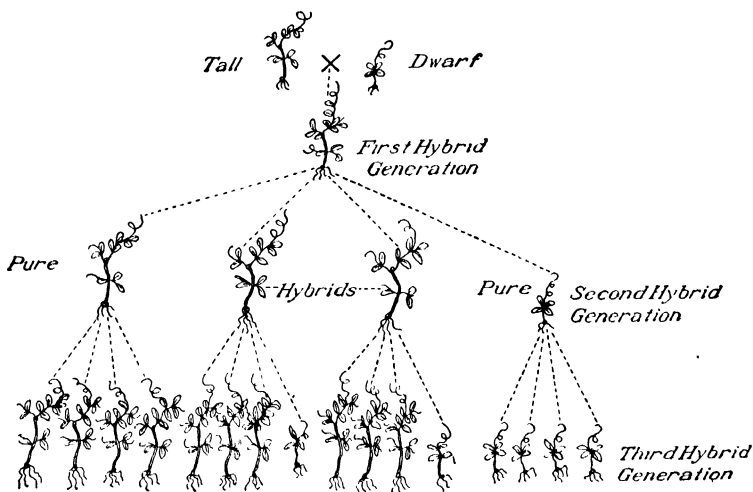 Tall
Dwarf
First Hybrid
Generation
Pure
Hybrids
Pure
Second Hybrid
Generation
Third Hybrid
Generation